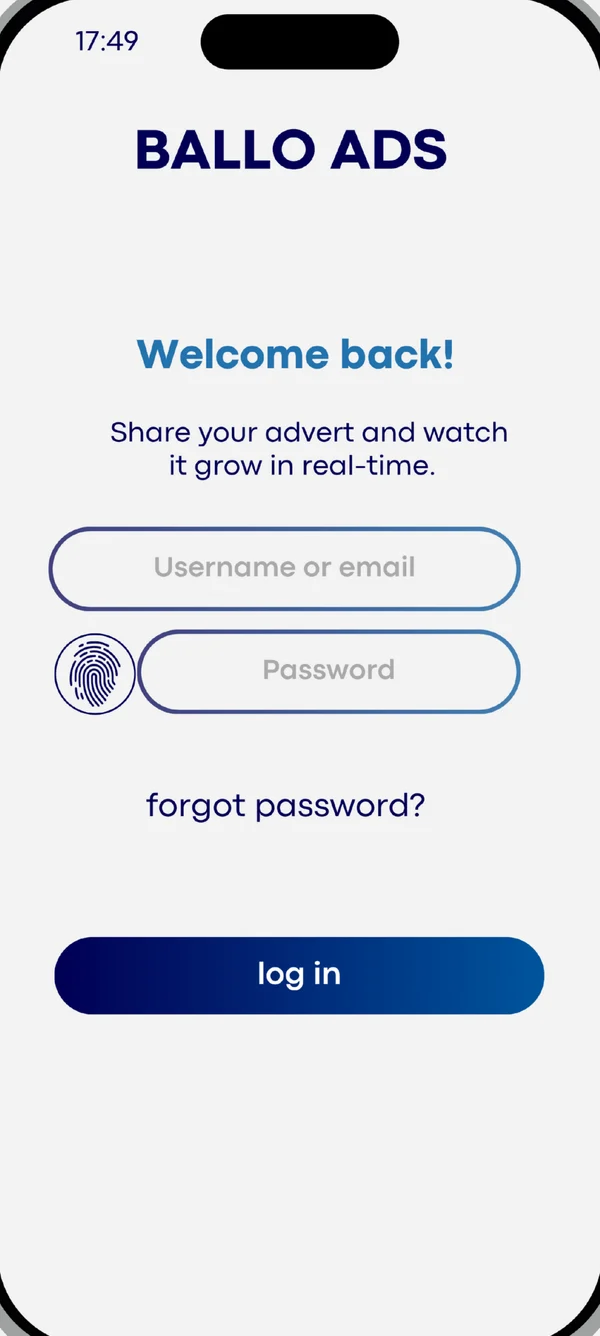 17:49
BALLO ADS
Welcome back!
Share your advert and watch
it grow in real-time.
Username or email
Password
forgot password?
log in